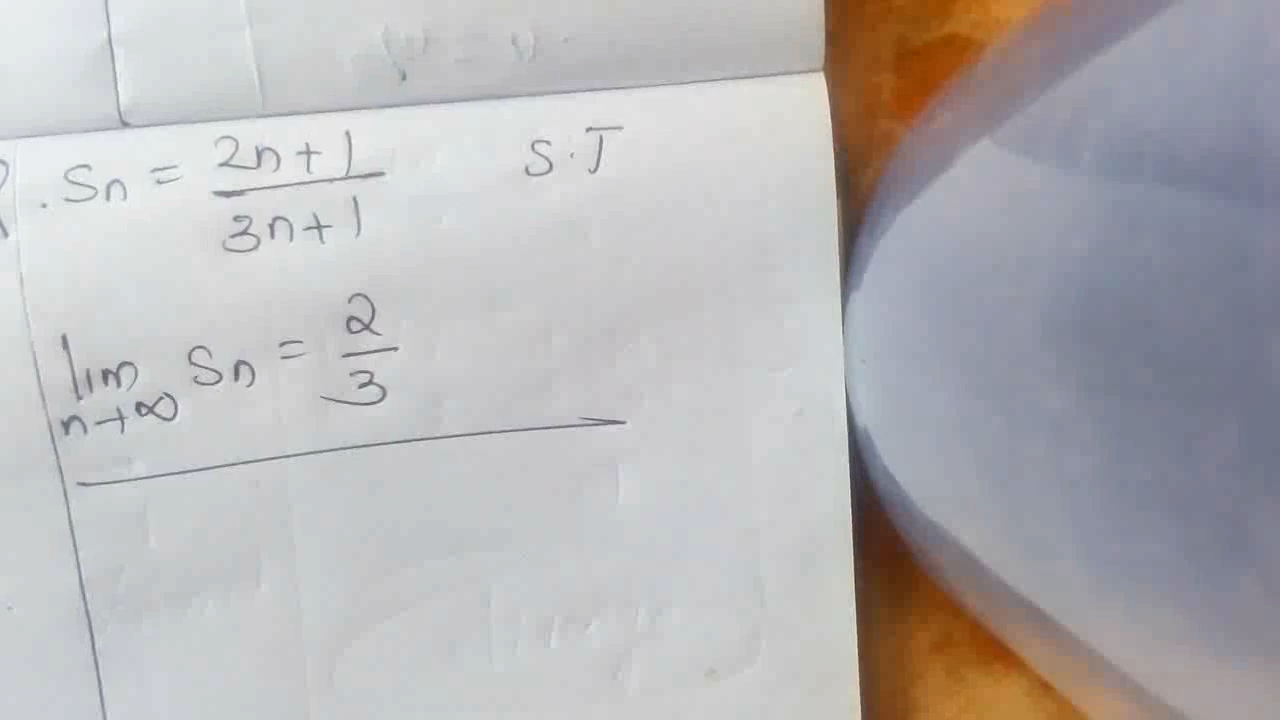 . Sn = 2n+1 / 3n+1 S.T
lim n→∞ Sn = 2 / 3